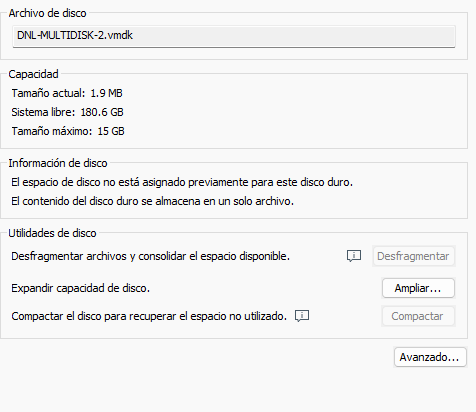 Archivo de disco
DNL-MULTIDISK-2.vmdk
Capacidad
Tamaño actual: 1.9 MB
Sistema libre: 180.6 GB
Tamaño máximo: 15 GB
Información de disco
El espacio de disco no está asignado previamente para este disco duro.
El contenido del disco duro se almacena en un solo archivo.
Utilidades de disco
Desfragmentar archivos y consolidar el espacio disponible. i Desfragmentar
Expandir capacidad de disco. Ampliar...
Compactar el disco para recuperar el espacio no utilizado. i Compactar
Avanzado...